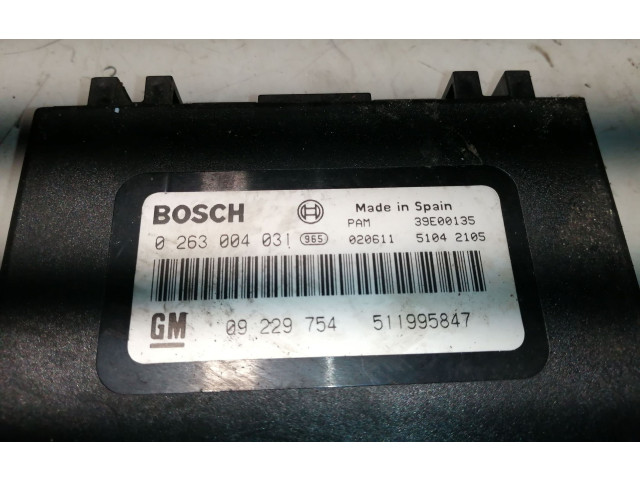 BOSCH Made in Spain
PAM 39E00135
0 263 004 031 965 020611 5104 2105
GM 09 229 754 511995847